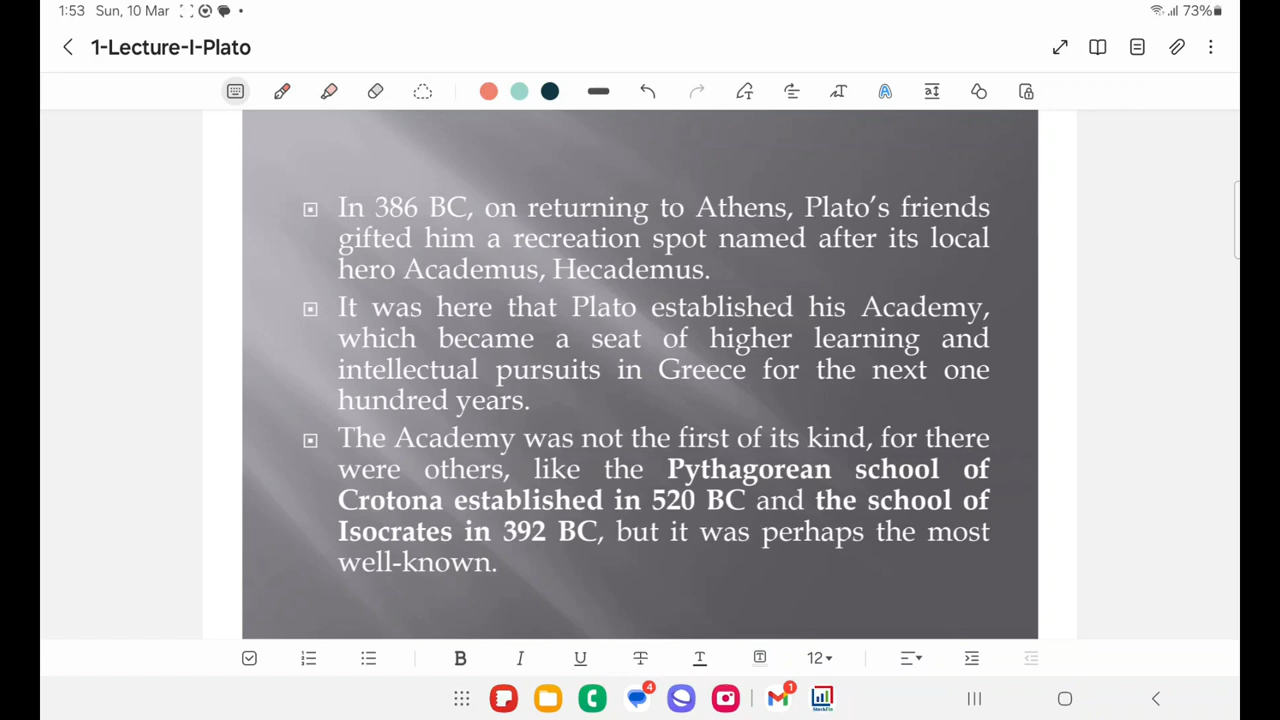 1:53 Sun, 10 Mar
73%
1-Lecture-I-Plato
In 386 BC, on returning to Athens, Plato's friends
gifted him a recreation spot named after its local
hero Academus, Hecademus.
It was here that Plato established his Academy,
which became a seat of higher learning and
intellectual pursuits in Greece for the next one
hundred years.
The Academy was not the first of its kind, for there
were others, like the Pythagorean school of
Crotona established in 520 BC and the school of
Isocrates in 392 BC, but it was perhaps the most
well-known.
B I U T T T 12
4 1
StockFix